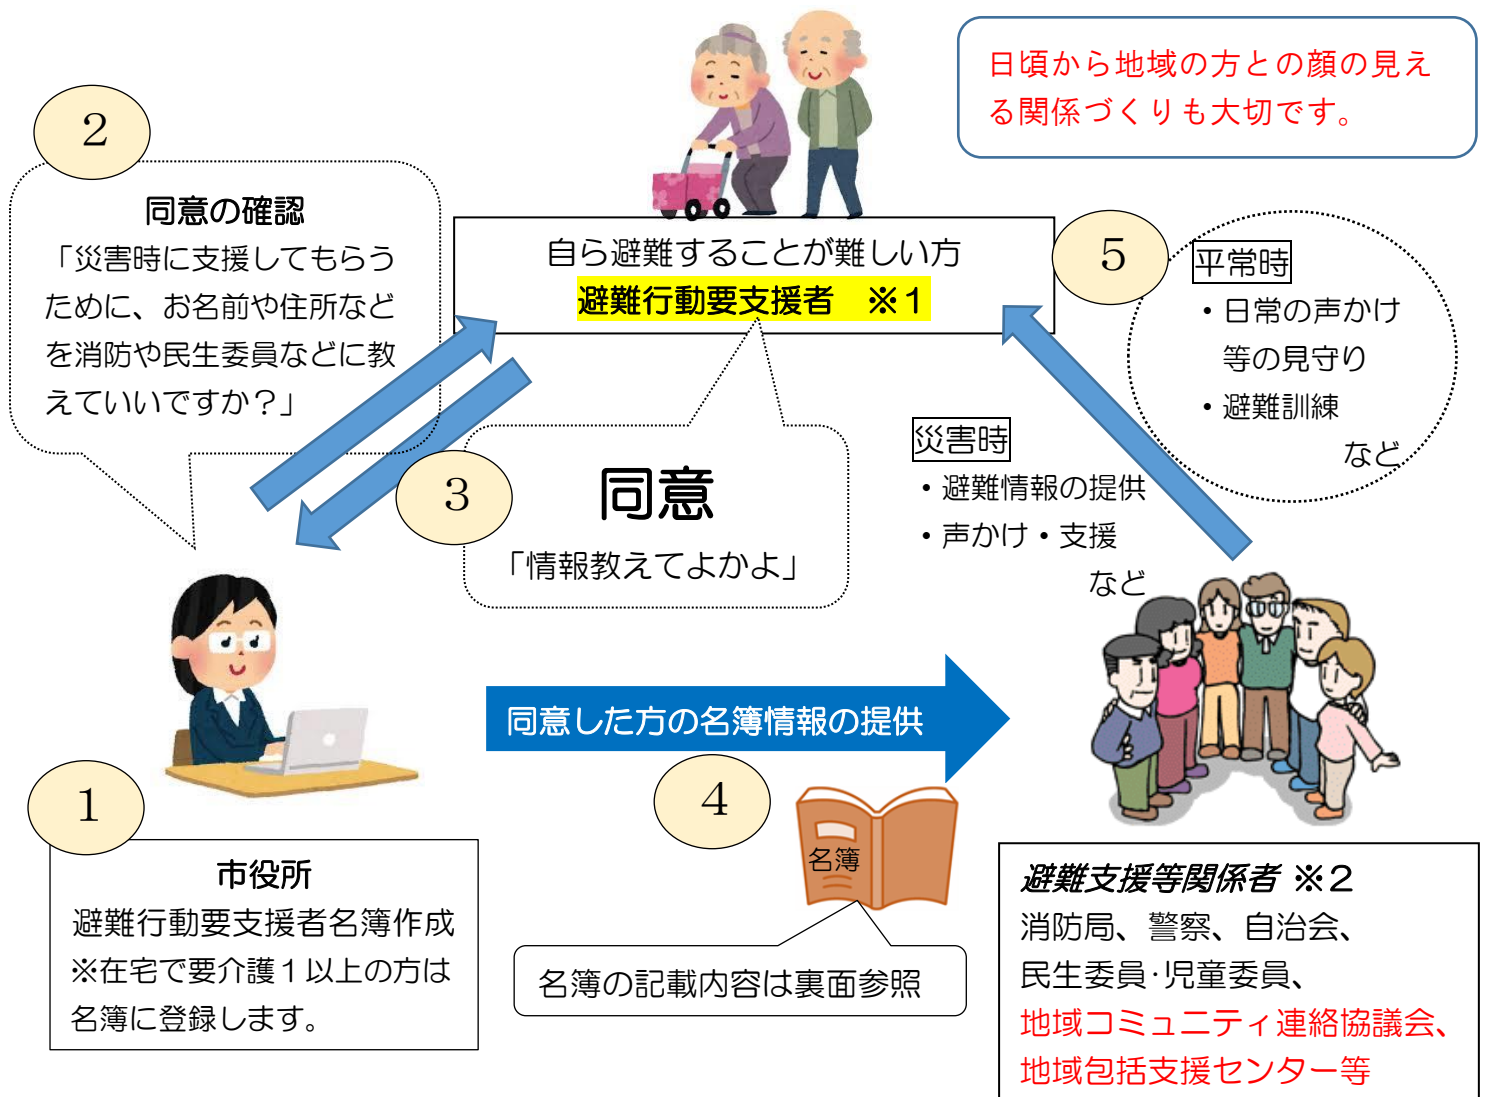 日頃から地域の方との顔の見え
る関係づくりも大切です。
2
同意の確認
「災害時に支援してもらう
ために、お名前や住所など
を消防や民生委員などに教
えていいですか？」
自ら避難することが難しい方
避難行動要支援者　※1
5
平常時
・日常の声かけ
等の見守り
・避難訓練
など
3
同意
「情報教えてよかよ」
災害時
・避難情報の提供
・声かけ・支援
など
同意した方の名簿情報の提供
4
名簿
名簿の記載内容は裏面参照
1
市役所
避難行動要支援者名簿作成
※在宅で要介護１以上の方は
名簿に登録します。
避難支援等関係者 ※2
消防局、警察、自治会、
民生委員・児童委員、
地域コミュニティ連絡協議会、
地域包括支援センター等